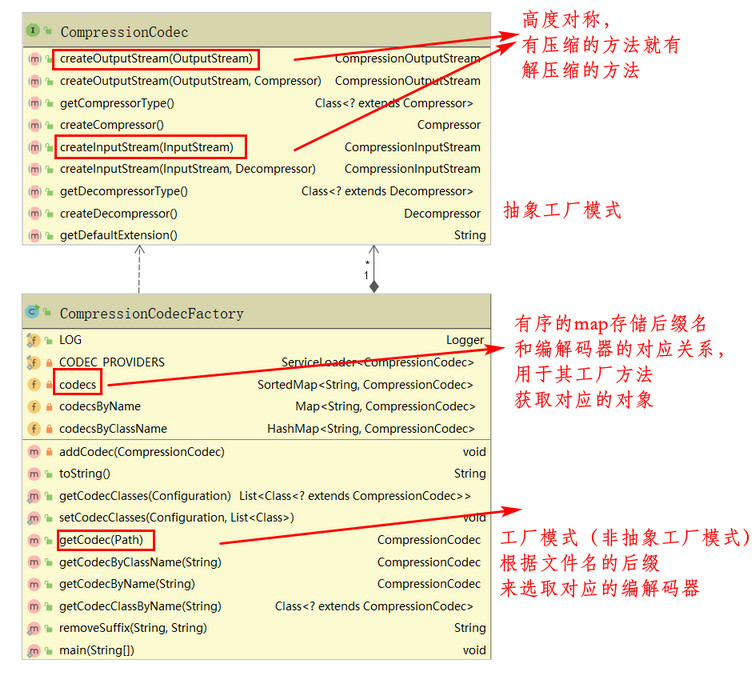 CompressionCodec
createOutputStream(OutputStream) CompressionOutputStream
createOutputStream(OutputStream, Compressor) CompressionOutputStream
getCompressorType() Class<? extends Compressor>
createCompressor() Compressor
createInputStream(InputStream) CompressionInputStream
createInputStream(InputStream, Decompressor) CompressionInputStream
getDecompressorType() Class<? extends Decompressor>
createDecompressor() Decompressor
getDefaultExtension() String
高度对称，
有压缩的方法就有
解压缩的方法
抽象工厂模式
*
1
CompressionCodecFactory
LOG Logger
CODEC_PROVIDERS ServiceLoader<CompressionCodec>
codecs SortedMap<String, CompressionCodec>
codecsByName Map<String, CompressionCodec>
codecsByClassName HashMap<String, CompressionCodec>
addCodec(CompressionCodec) void
toString() String
getCodecClasses(Configuration) List<Class<? extends CompressionCodec>>
setCodecClasses(Configuration, List<Class>) void
getCodec(Path) CompressionCodec
getCodecByClassName(String) CompressionCodec
getCodecByName(String) CompressionCodec
getCodecClassByName(String) Class<? extends CompressionCodec>
removeSuffix(String, String) String
main(String[]) void
有序的map存储后缀名
和编解码器的对应关系，
用于其工厂方法
获取对应的对象
工厂模式（非抽象工厂模式）
根据文件名的后缀
来选取对应的编解码器